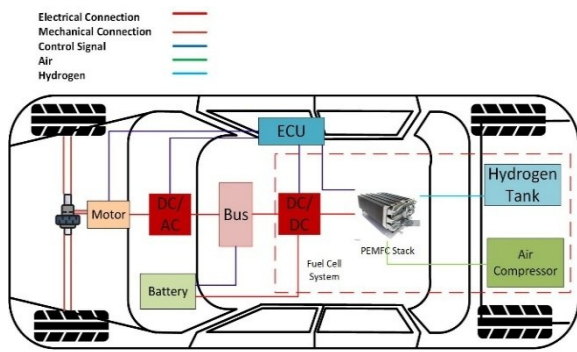 Electrical Connection
Mechanical Connection
Control Signal
Air
Hydrogen
ECU
Hydrogen
Tank
Motor
DC/
AC
Bus
DC/
DC
PEMFC Stack
Fuel Cell
System
Air
Compressor
Battery